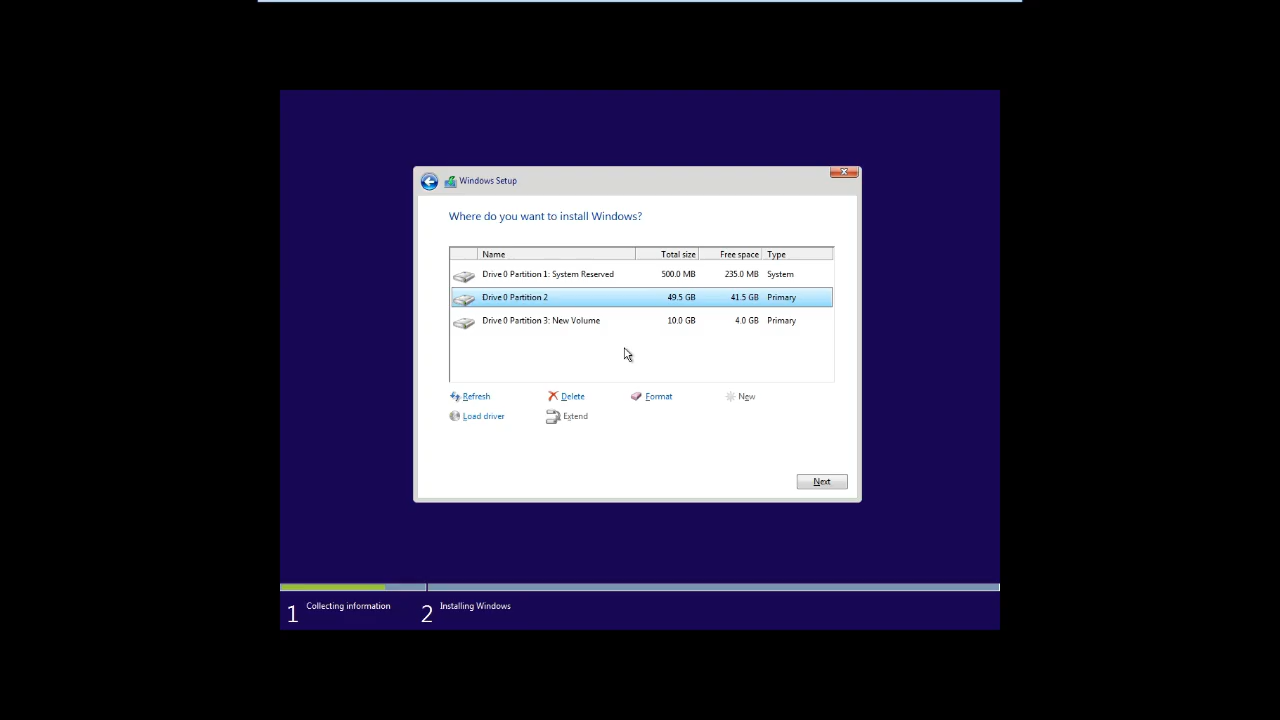 Windows Setup
Where do you want to install Windows?
Name Total size Free space Type
Drive 0 Partition 1: System Reserved 500.0 MB 235.0 MB System
Drive 0 Partition 2 49.5 GB 41.5 GB Primary
Drive 0 Partition 3: New Volume 10.0 GB 4.0 GB Primary
Refresh Delete Format New
Load driver Extend
Next
1 Collecting information 2 Installing Windows